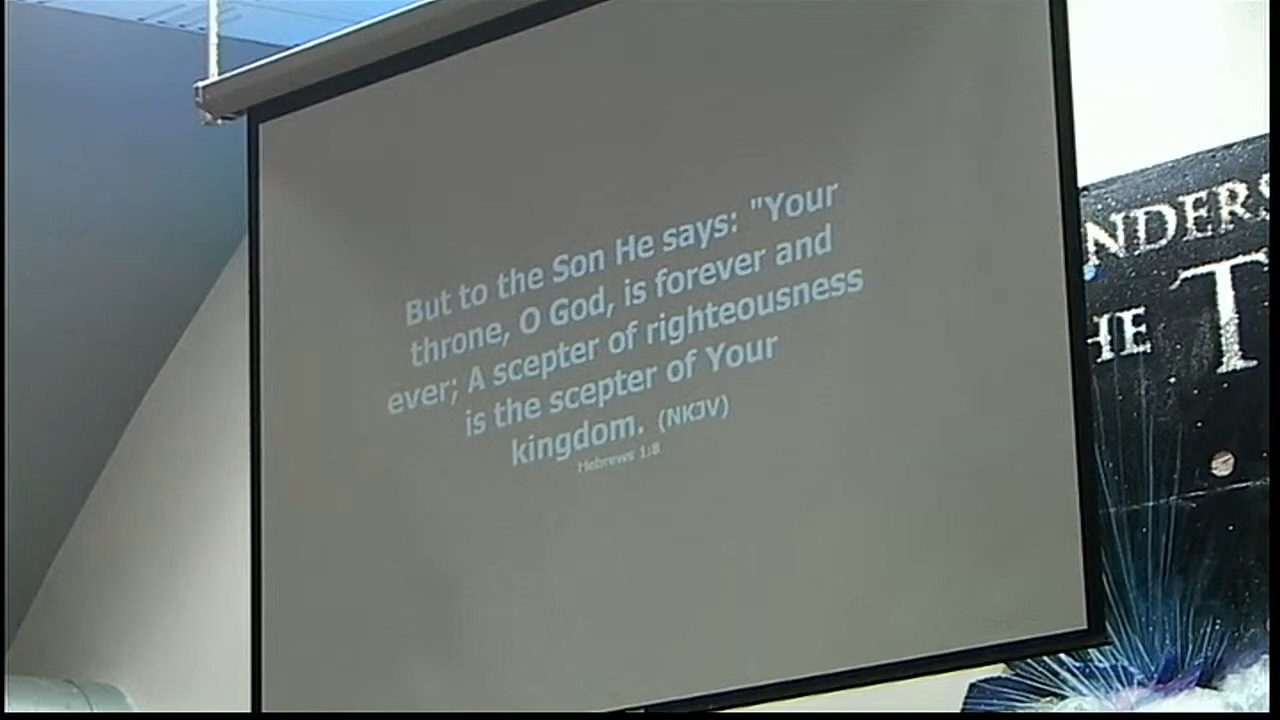 But to the Son He says: "Your
throne, O God, is forever and
ever; A scepter of righteousness
is the scepter of Your
kingdom. (NKJV)
Hebrews 1:8
NDERS
HE T